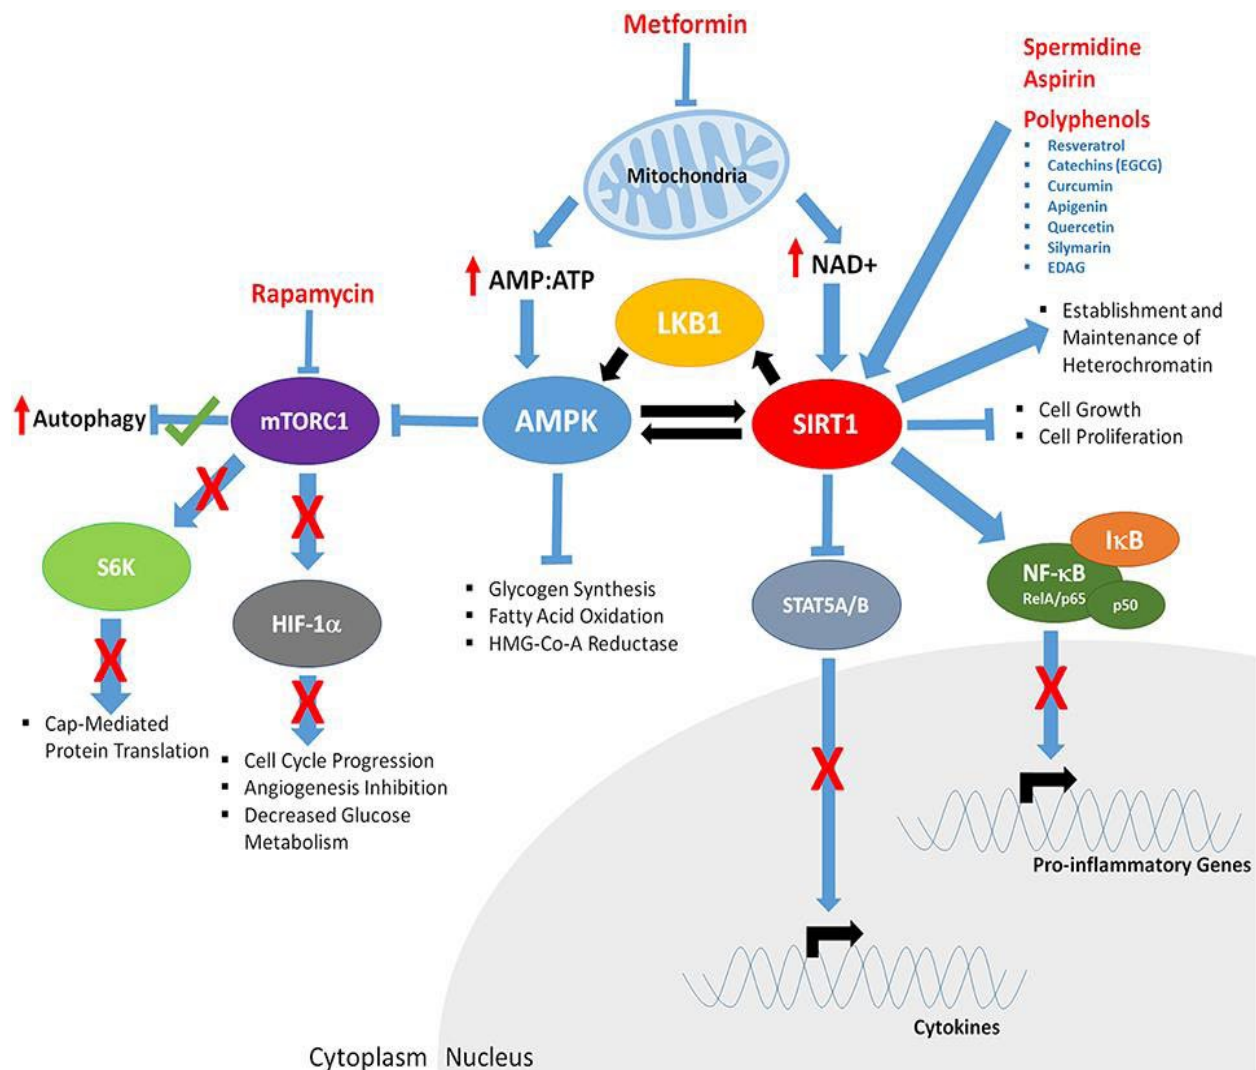 Metformin
Spermidine
Aspirin
Polyphenols
▪ Resveratrol
▪ Catechins (EGCG)
▪ Curcumin
▪ Apigenin
▪ Quercetin
▪ Silymarin
▪ EDAG
Mitochondria
AMP:ATP
NAD+
Rapamycin
LKB1
▪ Establishment and
Maintenance of
Heterochromatin
Autophagy
mTORC1
AMPK
SIRT1
▪ Cell Growth
▪ Cell Proliferation
X
X
S6K
HIF-1α
▪ Glycogen Synthesis
▪ Fatty Acid Oxidation
▪ HMG-Co-A Reductase
STAT5A/B
IκB
NF-κB
RelA/p65
p50
X
X
X
X
▪ Cap-Mediated
Protein Translation
▪ Cell Cycle Progression
▪ Angiogenesis Inhibition
▪ Decreased Glucose
Metabolism
Pro-inflammatory Genes
Cytokines
Cytoplasm
Nucleus